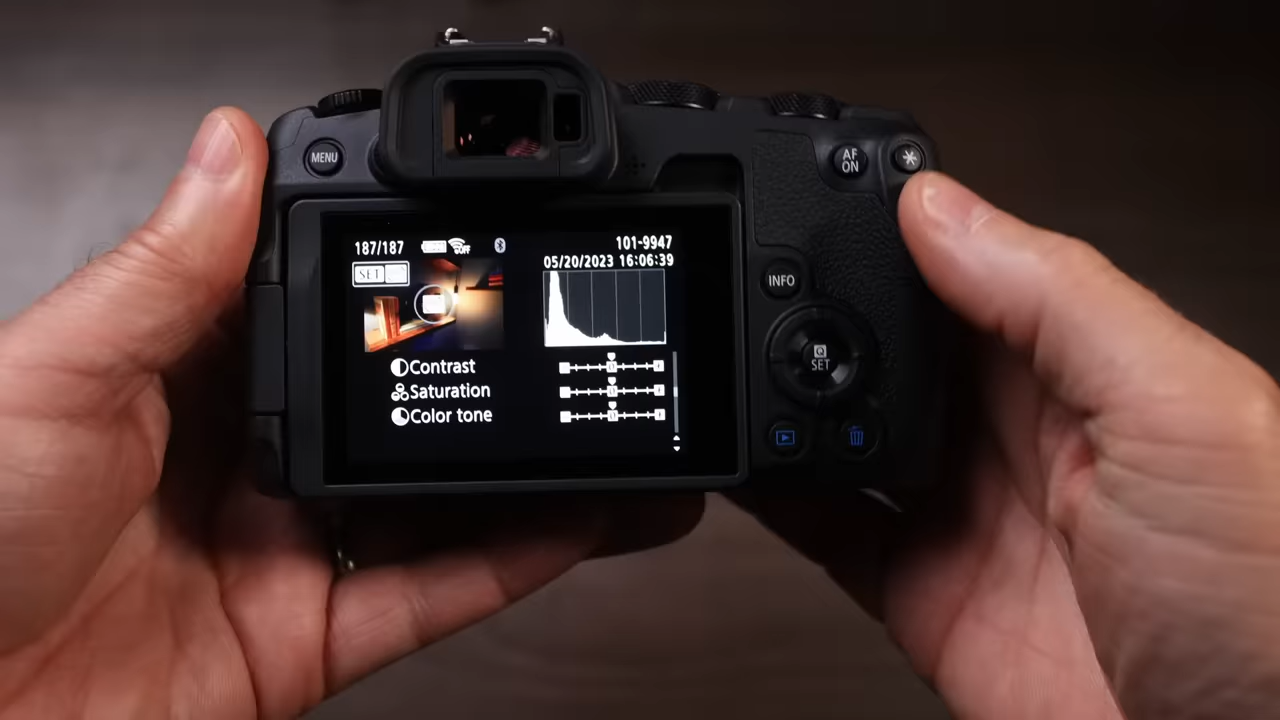 MENU
AF
ON
187/187
OFF
101-9947
05/20/2023 16:06:39
SET
INFO
Q
SET
Contrast
Saturation
Color tone